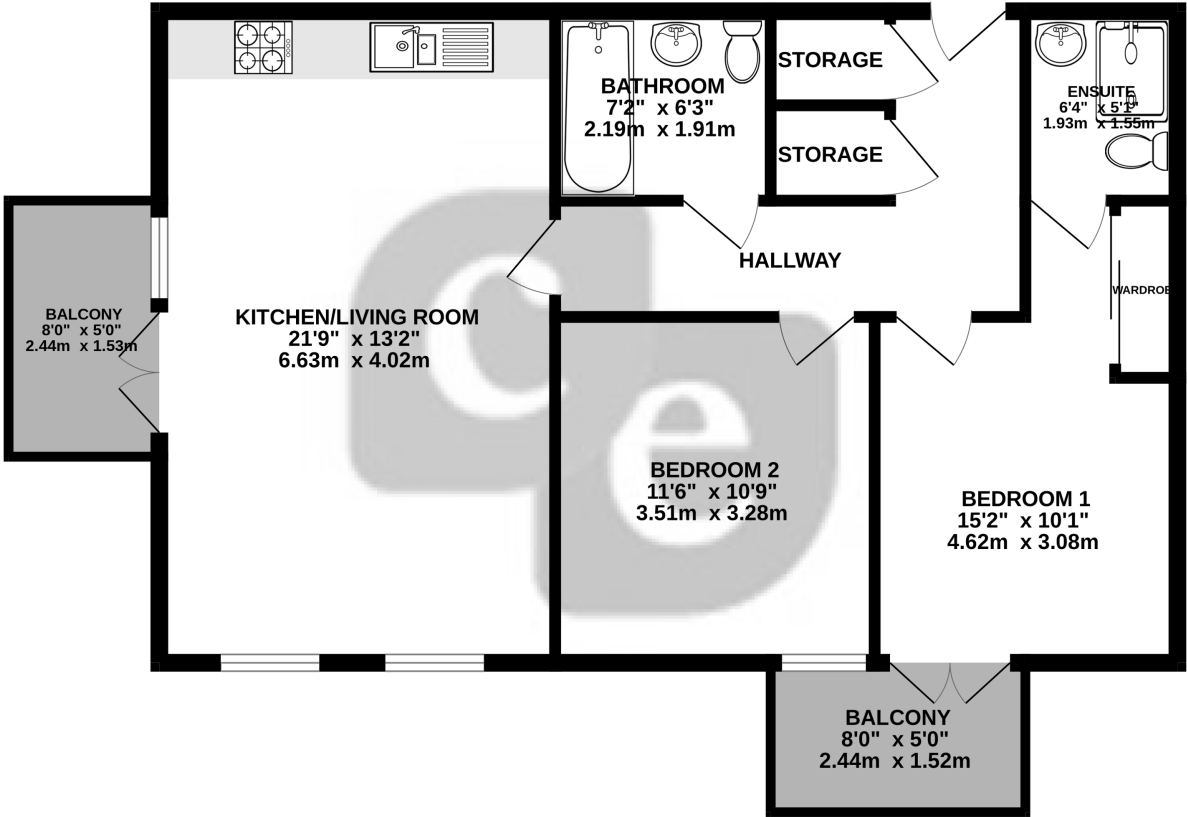 BATHROOM
7'2" x 6'3"
2.19m x 1.91m
STORAGE
STORAGE
ENSUITE
6'4" x 5'1"
1.93m x 1.55m
HALLWAY
WARDROBE
BALCONY
8'0" x 5'0"
2.44m x 1.53m
KITCHEN/LIVING ROOM
21'9" x 13'2"
6.63m x 4.02m
BEDROOM 2
11'6" x 10'9"
3.51m x 3.28m
BEDROOM 1
15'2" x 10'1"
4.62m x 3.08m
BALCONY
8'0" x 5'0"
2.44m x 1.52m
ce